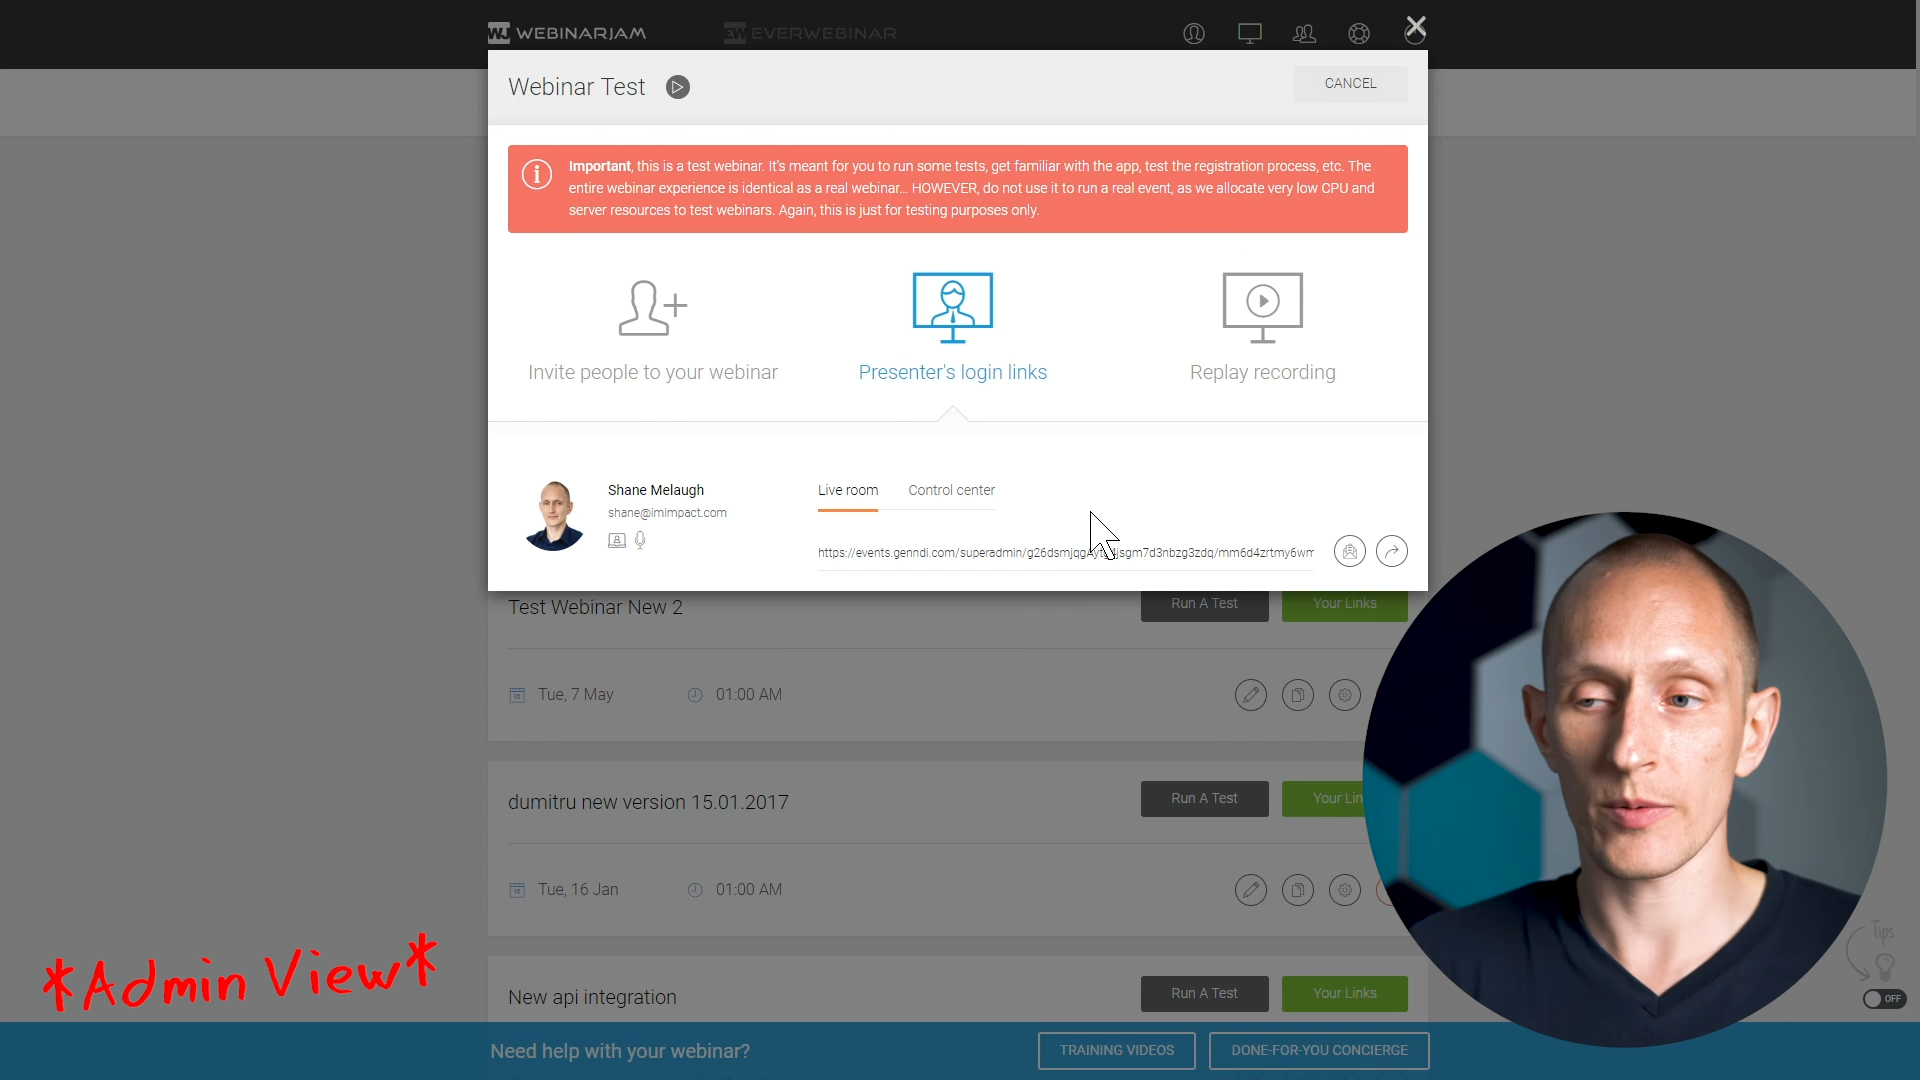 WJ WEBINARJAM
EW EVERWEBINAR
Webinar Test
CANCEL
Important, this is a test webinar. It's meant for you to run some tests, get familiar with the app, test the registration process, etc. The
entire webinar experience is identical as a real webinar... HOWEVER, do not use it to run a real event, as we allocate very low CPU and
server resources to test webinars. Again, this is just for testing purposes only.
Invite people to your webinar
Presenter's login links
Replay recording
Shane Melaugh
shane@imimpact.com
Live room
Control center
Test Webinar New 2
Run A Test
Your Links
Tue, 7 May
01:00 AM
dumitru new version 15.01.2017
Run A Test
Your Lin
Tue, 16 Jan
01:00 AM
*Admin View*
New api integration
Run A Test
Your Links
Tips
OFF
Need help with your webinar?
TRAINING VIDEOS
DONE-FOR-YOU CONCIERGE